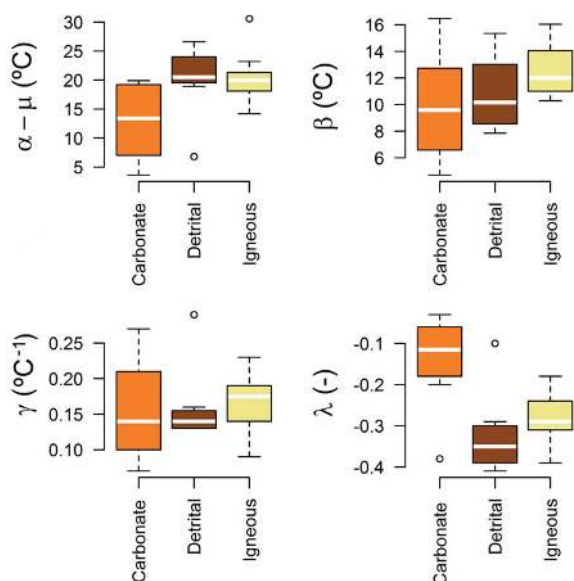 α – μ (ºC)
30
25
20
15
10
5
Carbonate
Detrital
Igneous
β (ºC)
16
14
12
10
8
6
Carbonate
Detrital
Igneous
γ (ºC-1)
0.25
0.20
0.15
0.10
Carbonate
Detrital
Igneous
λ (-)
-0.1
-0.2
-0.3
-0.4
Carbonate
Detrital
Igneous